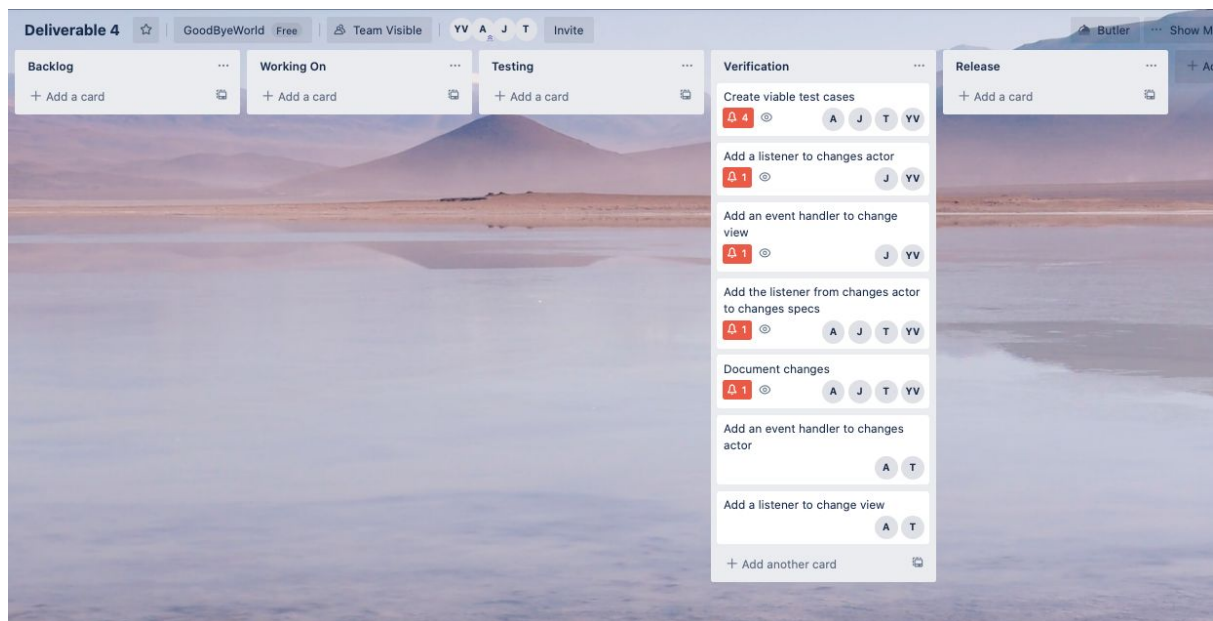 Deliverable 4 GoodByeWorld Free Team Visible YV A J T Invite Butler ··· Show M
Backlog ···
+ Add a card
Working On ···
+ Add a card
Testing ···
+ Add a card
Verification ···
Create viable test cases
4 A J T YV
Add a listener to changes actor
1 J YV
Add an event handler to change
view
1 J YV
Add the listener from changes actor
to changes specs
1 A J T YV
Document changes
1 A J T YV
Add an event handler to changes
actor
A T
Add a listener to change view
A T
+ Add another card
Release ···
+ Add a card
+ A